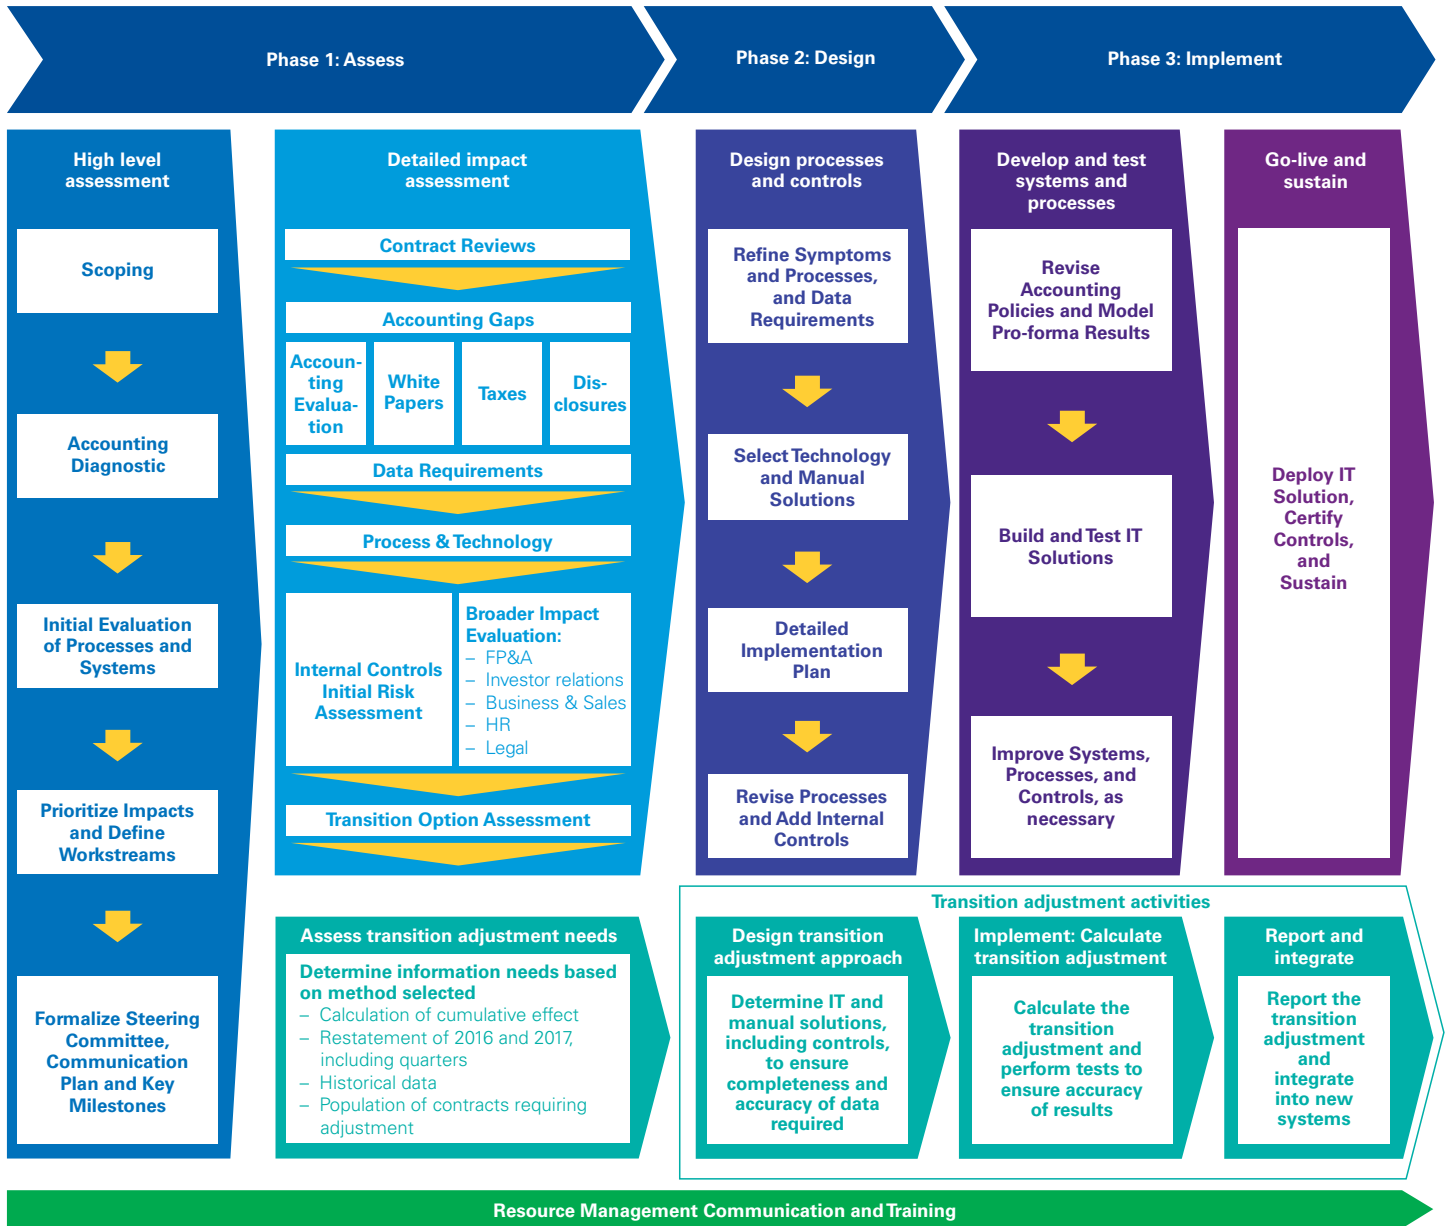 Phase 1: Assess
Phase 2: Design
Phase 3: Implement
High level
assessment
Scoping
Accounting
Diagnostic
Initial Evaluation
of Processes and
Systems
Prioritize Impacts
and Define
Workstreams
Formalize Steering
Committee,
Communication
Plan and Key
Milestones
Detailed impact
assessment
Contract Reviews
Accounting Gaps
Accoun-
ting
Evalua-
tion
White
Papers
Taxes
Dis-
closures
Data Requirements
Process & Technology
Internal Controls
Initial Risk
Assessment
Broader Impact
Evaluation:
– FP&A
– Investor relations
– Business & Sales
– HR
– Legal
Transition Option Assessment
Design processes
and controls
Refine Symptoms
and Processes,
and Data
Requirements
Select Technology
and Manual
Solutions
Detailed
Implementation
Plan
Revise Processes
and Add Internal
Controls
Develop and test
systems and
processes
Revise
Accounting
Policies and Model
Pro-forma Results
Build and Test IT
Solutions
Improve Systems,
Processes, and
Controls, as
necessary
Go-live and
sustain
Deploy IT
Solution,
Certify
Controls,
and
Sustain
Assess transition adjustment needs
Determine information needs based
on method selected
– Calculation of cumulative effect
– Restatement of 2016 and 2017,
including quarters
– Historical data
– Population of contracts requiring
adjustment
Transition adjustment activities
Design transition
adjustment approach
Determine IT and
manual solutions,
including controls,
to ensure
completeness and
accuracy of data
required
Implement: Calculate
transition adjustment
Calculate the
transition
adjustment and
perform tests to
ensure accuracy
of results
Report and
integrate
Report the
transition
adjustment
and
integrate
into new
systems
Resource Management Communication and Training